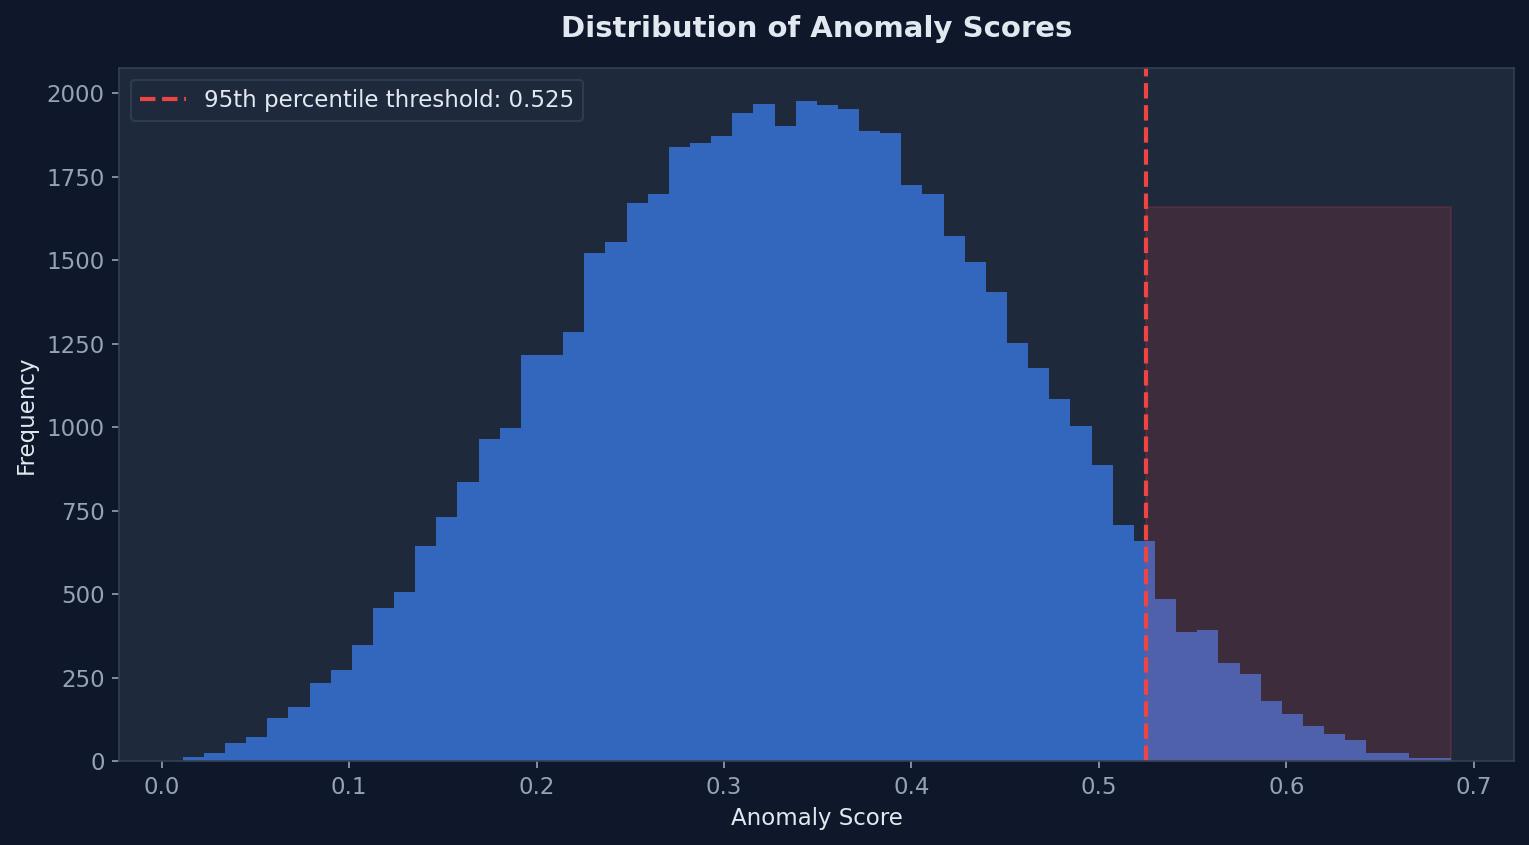 Distribution of Anomaly Scores
95th percentile threshold: 0.525
2000
1750
1500
1250
1000
750
500
250
0
Frequency
0.0 0.1 0.2 0.3 0.4 0.5 0.6 0.7
Anomaly Score